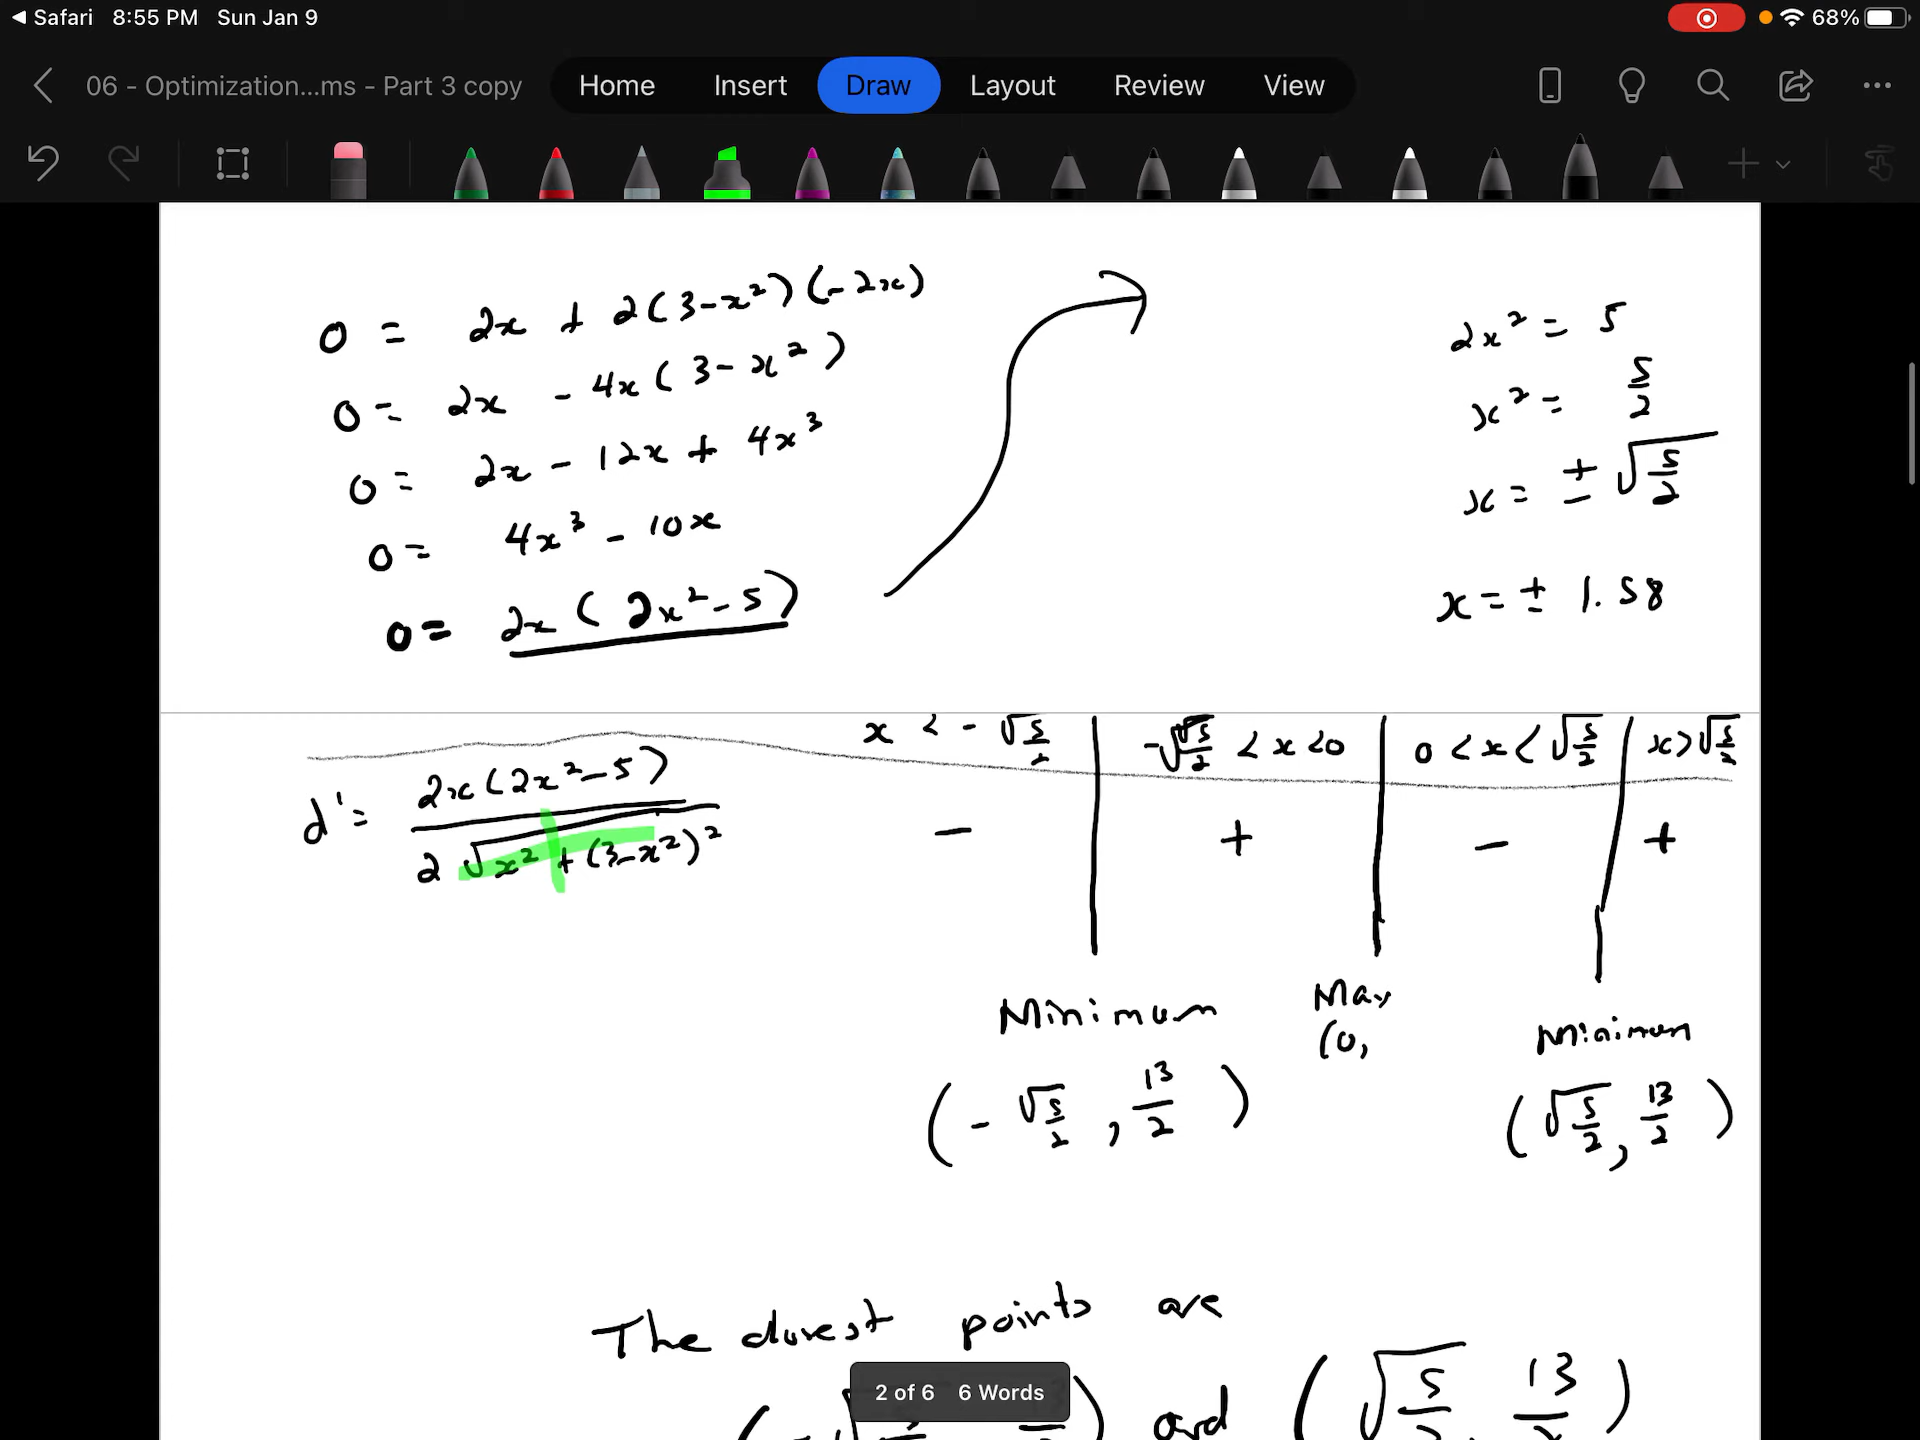 Safari 8:55 PM Sun Jan 9 68%
06 - Optimization...ms - Part 3 copy Home Insert Draw Layout Review View
0 = 2x + 2(3-x²)(-2x)
0 = 2x - 4x(3-x²)
0 = 2x - 12x + 4x³
0 = 4x³ - 10x
0 = 2x(2x²-5)
2x² = 5
x² = 5/2
x = ± √(5/2)
x = ± 1.58
x < - √(5/2) | -√(5/2) < x < 0 | 0 < x < √(5/2) | x > √(5/2)
d' = 2x(2x²-5) / 2√(x² + (3-x²)²) - | + | - | +
Minimum Max Minimum
(0,
(-√(5/2), 13/2) (√(5/2), 13/2)
The closest points are
and (√(5/2), 13/2)
2 of 6 6 Words